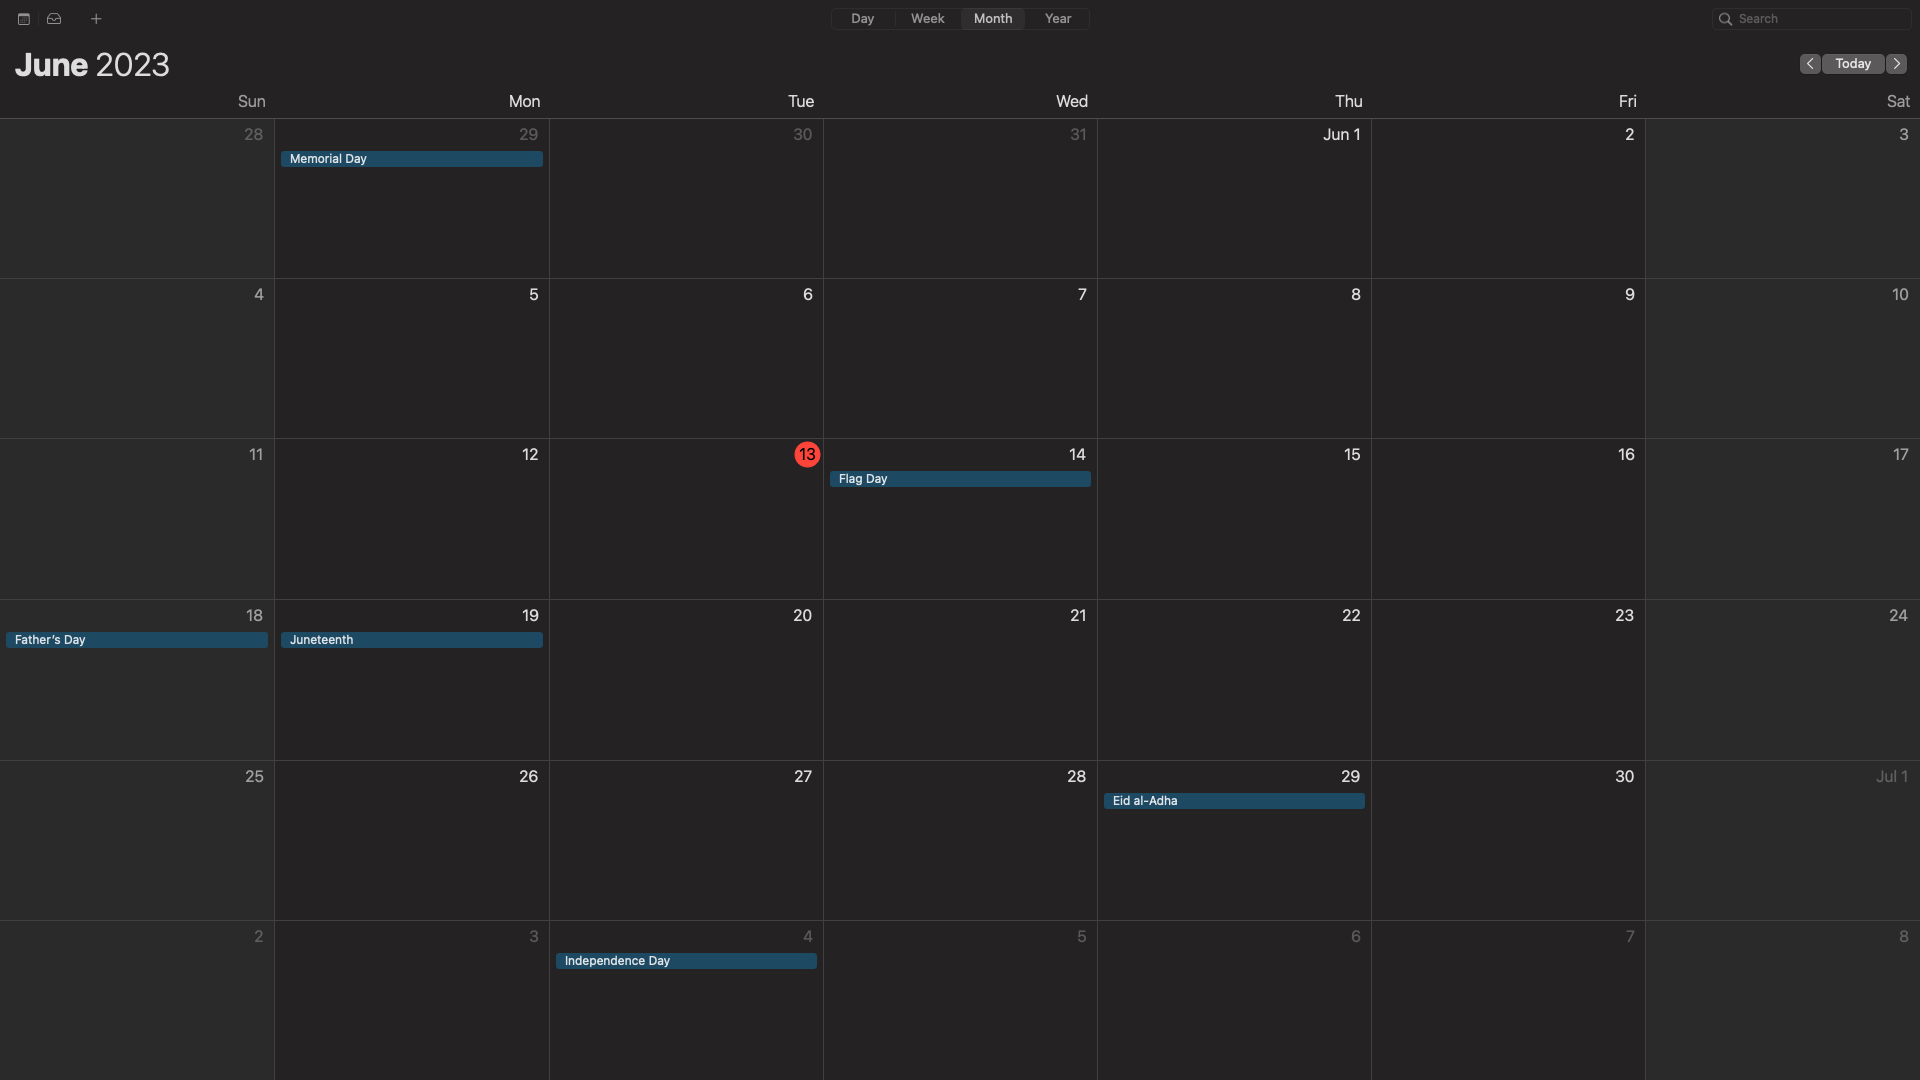 Day Week Month Year
Search
June 2023
Today
Sun Mon Tue Wed Thu Fri Sat
28 29 30 31 Jun 1 2 3
Memorial Day
4 5 6 7 8 9 10
11 12 13 14 15 16 17
Flag Day
18 19 20 21 22 23 24
Father's Day Juneteenth
25 26 27 28 29 30 Jul 1
Eid al-Adha
2 3 4 5 6 7 8
Independence Day